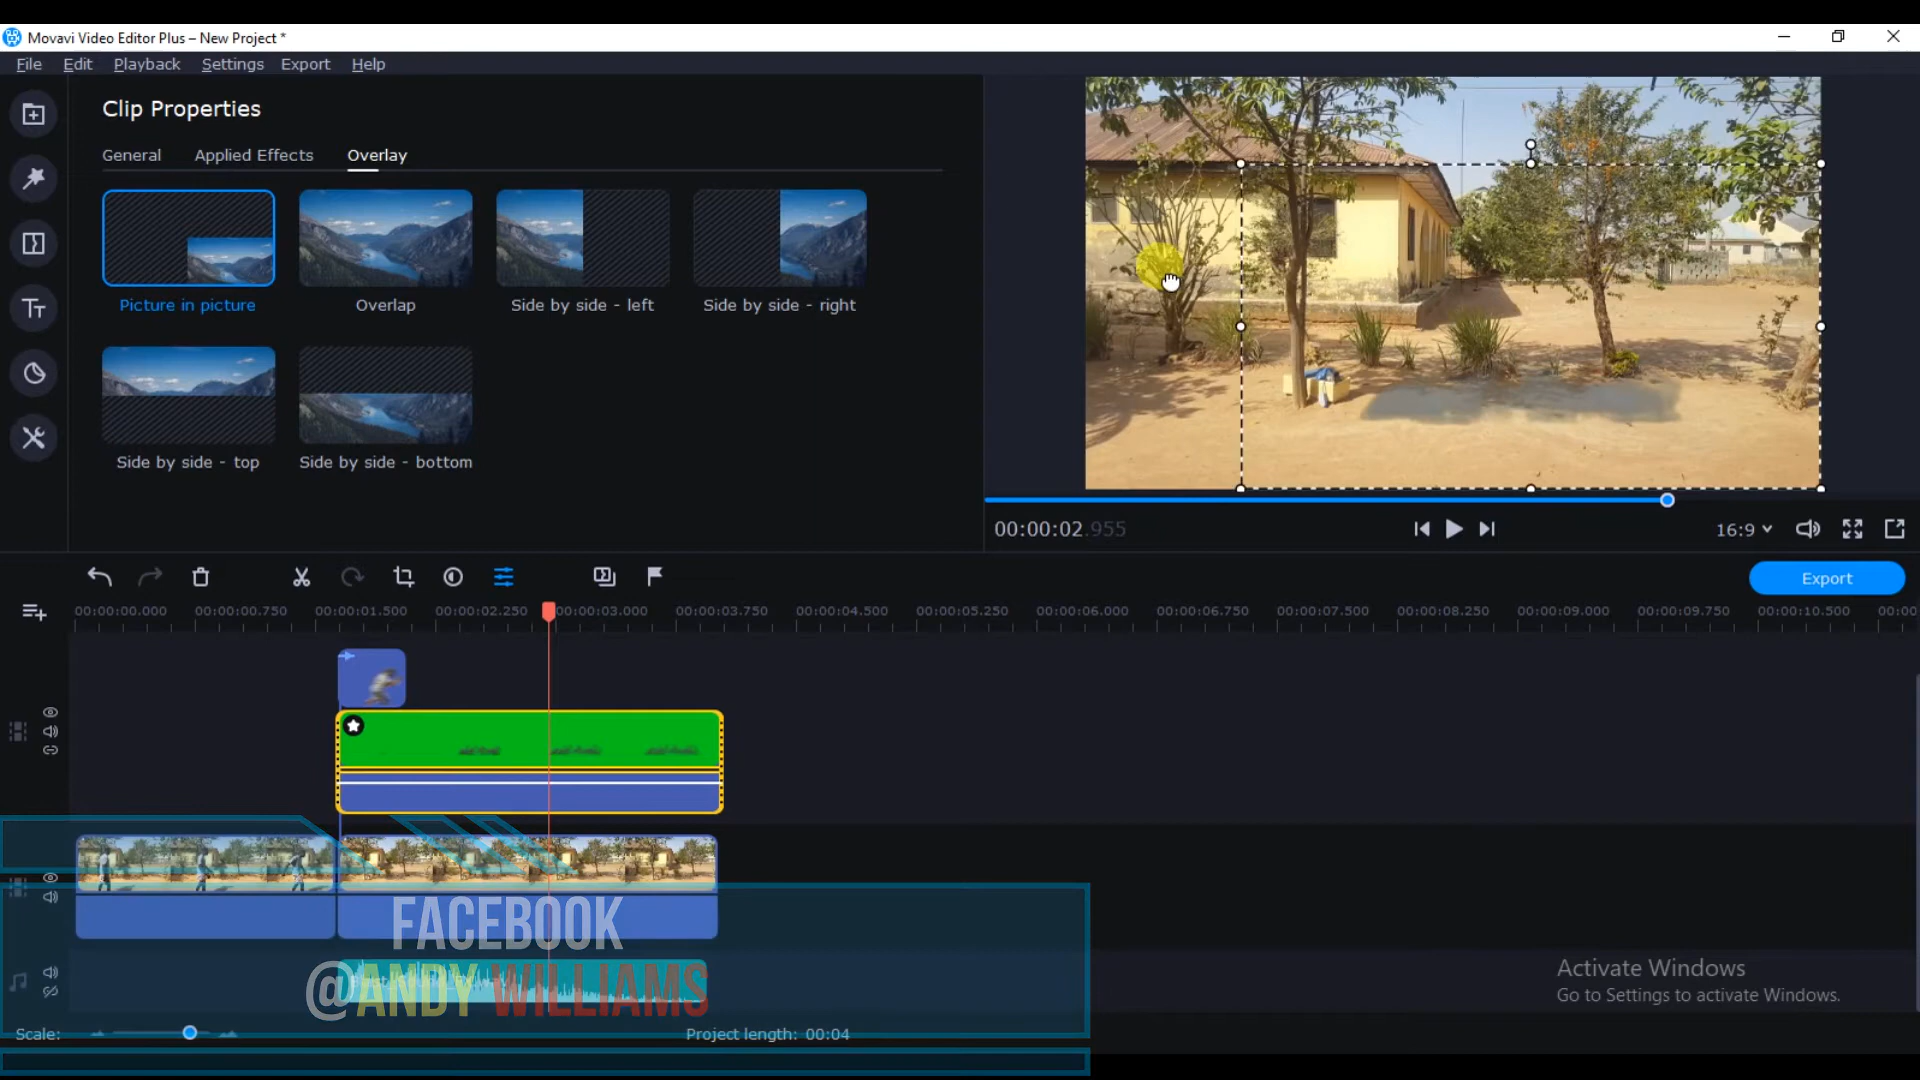 Movavi Video Editor Plus – New Project *
File Edit Playback Settings Export Help
Clip Properties
General Applied Effects Overlay
Picture in picture Overlap Side by side - left Side by side - right
Side by side - top Side by side - bottom
00:00:02.955
16:9
Export
00:00:00.000 00:00:00.750 00:00:01.500 00:00:02.250 00:00:03.000 00:00:03.750 00:00:04.500 00:00:05.250 00:00:06.000 00:00:06.750 00:00:07.500 00:00:08.250 00:00:09.000 00:00:09.750 00:00:10.500 00:00
FACEBOOK
@ANDY WILLIAMS
Activate Windows
Go to Settings to activate Windows.
Scale: Project length: 00:04